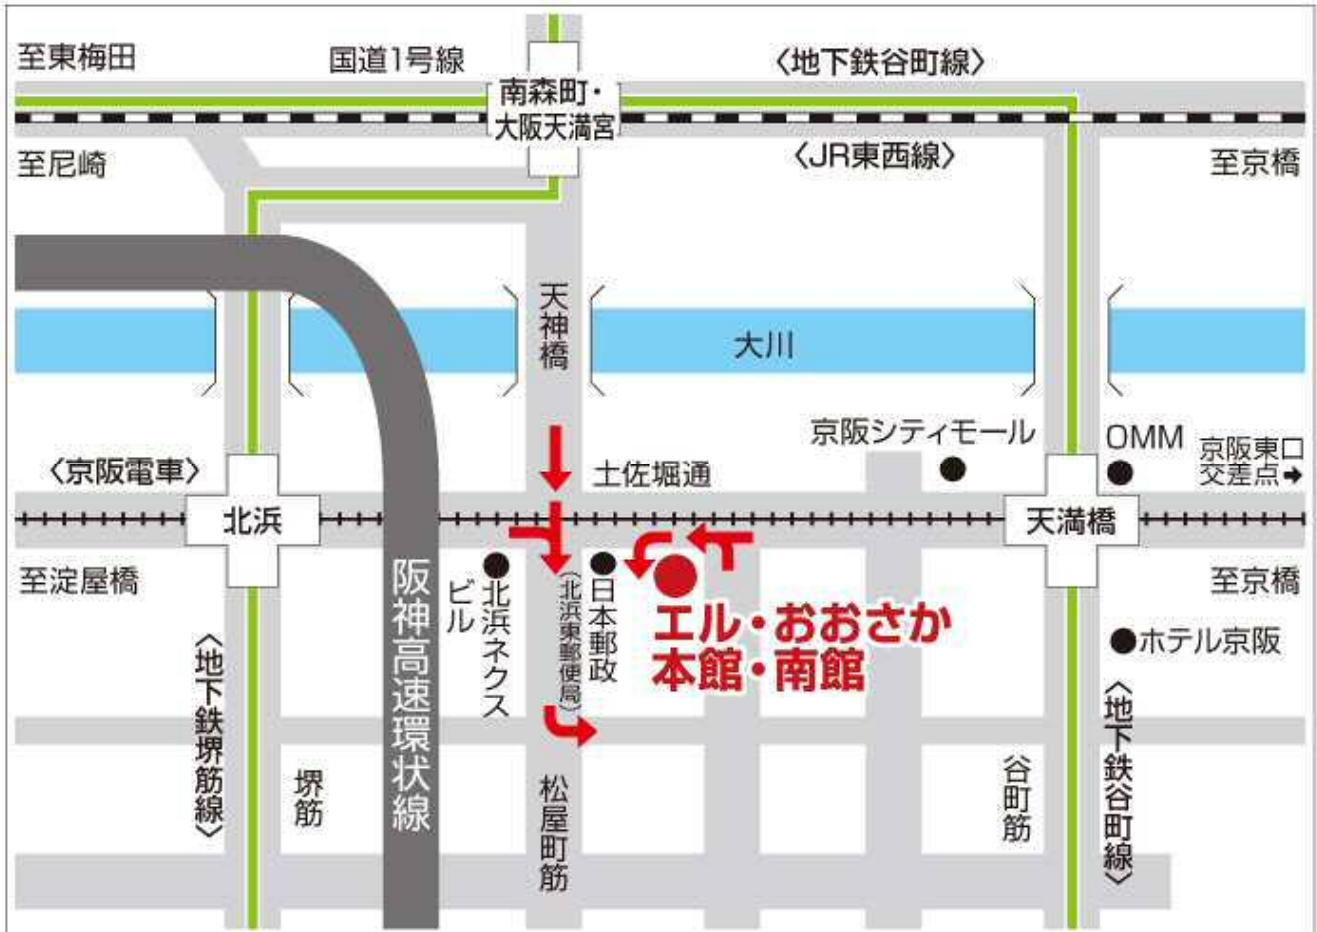 至東梅田
国道1号線
〈地下鉄谷町線〉
南森町・
大阪天満宮
至尼崎
〈JR東西線〉
至京橋
天神橋
大川
京阪シティモール
OMM
京阪東口
交差点➜
〈京阪電車〉
土佐堀通
北浜
天満橋
至淀屋橋
至京橋
阪神高速環状線
北浜ネクス
ビル
日本郵政
(北浜東郵便局)
エル・おおさか
本館・南館
ホテル京阪
〈地下鉄堺筋線〉
堺筋
松屋町筋
谷町筋
〈地下鉄谷町線〉